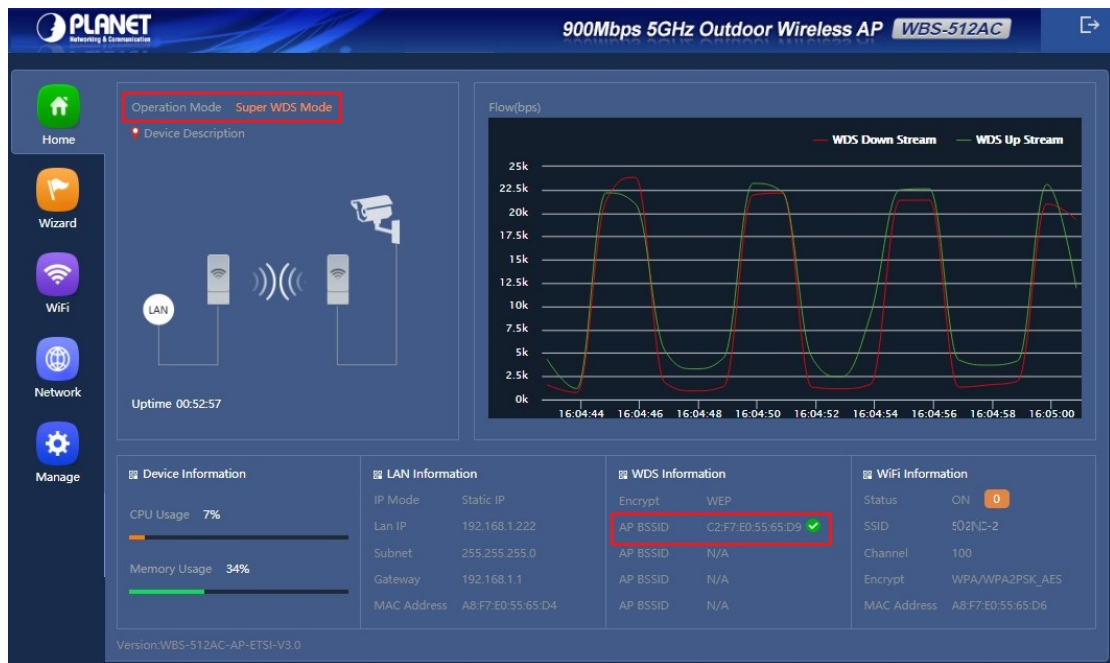 PLANET
Networking & Communication
900Mbps 5GHz Outdoor Wireless AP WBS-512AC
Home
Wizard
WiFi
Network
Manage
Operation Mode Super WDS Mode
Device Description
LAN
Uptime 00:52:57
Flow(bps)
WDS Down Stream WDS Up Stream
25k
22.5k
20k
17.5k
15k
12.5k
10k
7.5k
5k
2.5k
0k
16:04:44 16:04:46 16:04:48 16:04:50 16:04:52 16:04:54 16:04:56 16:04:58 16:05:00
Device Information
CPU Usage 7%
Memory Usage 34%
LAN Information
IP Mode Static IP
Lan IP 192.168.1.222
Subnet 255.255.255.0
Gateway 192.168.1.1
MAC Address A8:F7:E0:55:65:D4
WDS Information
Encrypt WEP
AP BSSID C2:F7:E0:55:65:D9
AP BSSID N/A
AP BSSID N/A
AP BSSID N/A
WiFi Information
Status ON 0
SSID
Channel 100
Encrypt WPA/WPA2PSK_AES
MAC Address A8:F7:E0:55:65:D6
Version:WBS-512AC-AP-ETSI-V3.0